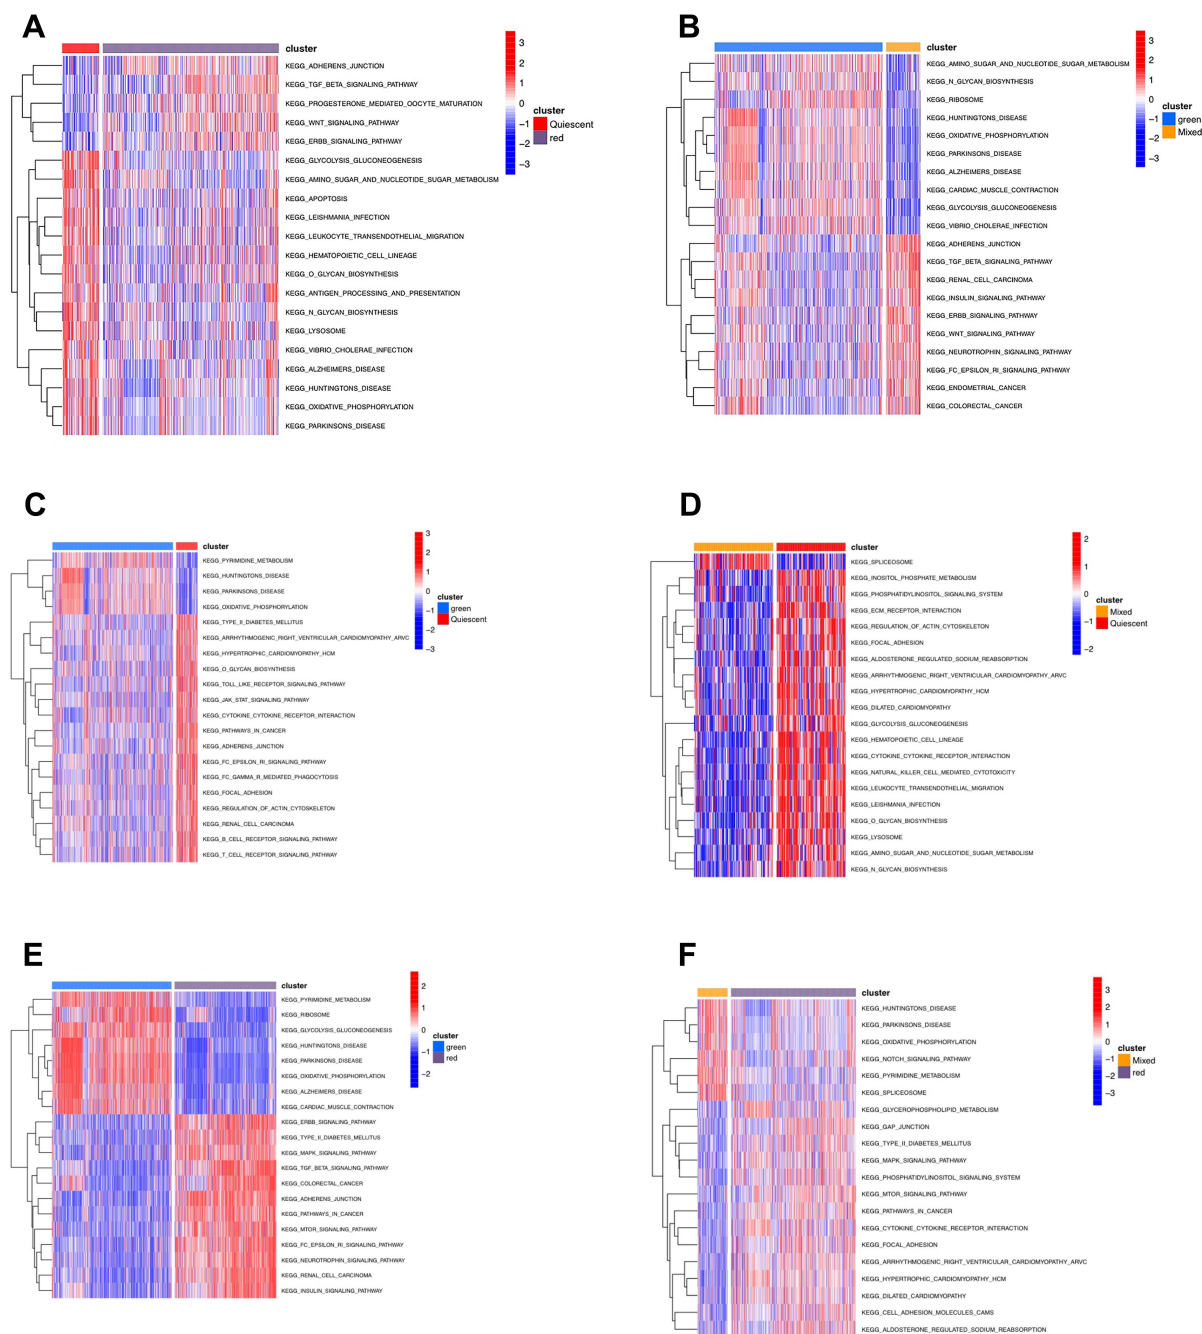 A
cluster
KEGG_ADHERENS_JUNCTION
KEGG_TGF_BETA_SIGNALING_PATHWAY
KEGG_PROGESTERONE_MEDIATED_OOCYTE_MATURATION
KEGG_WNT_SIGNALING_PATHWAY
KEGG_ERBB_SIGNALING_PATHWAY
KEGG_GLYCOLYSIS_GLUCONEOGENESIS
KEGG_AMINO_SUGAR_AND_NUCLEOTIDE_SUGAR_METABOLISM
KEGG_APOPTOSIS
KEGG_LEISHMANIA_INFECTION
KEGG_LEUKOCYTE_TRANSENDOTHELIAL_MIGRATION
KEGG_HEMATOPOIETIC_CELL_LINEAGE
KEGG_O_GLYCAN_BIOSYNTHESIS
KEGG_ANTIGEN_PROCESSING_AND_PRESENTATION
KEGG_N_GLYCAN_BIOSYNTHESIS
KEGG_LYSOSOME
KEGG_VIBRIO_CHOLERAE_INFECTION
KEGG_ALZHEIMERS_DISEASE
KEGG_HUNTINGTONS_DISEASE
KEGG_OXIDATIVE_PHOSPHORYLATION
KEGG_PARKINSONS_DISEASE
3
2
1
0
−1
−2
−3
cluster
Quiescent
red
B
cluster
KEGG_AMINO_SUGAR_AND_NUCLEOTIDE_SUGAR_METABOLISM
KEGG_N_GLYCAN_BIOSYNTHESIS
KEGG_RIBOSOME
KEGG_HUNTINGTONS_DISEASE
KEGG_OXIDATIVE_PHOSPHORYLATION
KEGG_PARKINSONS_DISEASE
KEGG_ALZHEIMERS_DISEASE
KEGG_CARDIAC_MUSCLE_CONTRACTION
KEGG_GLYCOLYSIS_GLUCONEOGENESIS
KEGG_VIBRIO_CHOLERAE_INFECTION
KEGG_ADHERENS_JUNCTION
KEGG_TGF_BETA_SIGNALING_PATHWAY
KEGG_RENAL_CELL_CARCINOMA
KEGG_INSULIN_SIGNALING_PATHWAY
KEGG_ERBB_SIGNALING_PATHWAY
KEGG_WNT_SIGNALING_PATHWAY
KEGG_NEUROTROPHIN_SIGNALING_PATHWAY
KEGG_FC_EPSILON_RI_SIGNALING_PATHWAY
KEGG_ENDOMETRIAL_CANCER
KEGG_COLORECTAL_CANCER
3
2
1
0
−1
−2
−3
cluster
green
Mixed
C
cluster
KEGG_PYRIMIDINE_METABOLISM
KEGG_HUNTINGTONS_DISEASE
KEGG_PARKINSONS_DISEASE
KEGG_OXIDATIVE_PHOSPHORYLATION
KEGG_TYPE_II_DIABETES_MELLITUS
KEGG_ARRHYTHMOGENIC_RIGHT_VENTRICULAR_CARDIOMYOPATHY_ARVC
KEGG_HYPERTROPHIC_CARDIOMYOPATHY_HCM
KEGG_O_GLYCAN_BIOSYNTHESIS
KEGG_TOLL_LIKE_RECEPTOR_SIGNALING_PATHWAY
KEGG_JAK_STAT_SIGNALING_PATHWAY
KEGG_CYTOKINE_CYTOKINE_RECEPTOR_INTERACTION
KEGG_PATHWAYS_IN_CANCER
KEGG_ADHERENS_JUNCTION
KEGG_FC_EPSILON_RI_SIGNALING_PATHWAY
KEGG_FC_GAMMA_R_MEDIATED_PHAGOCYTOSIS
KEGG_FOCAL_ADHESION
KEGG_REGULATION_OF_ACTIN_CYTOSKELETON
KEGG_RENAL_CELL_CARCINOMA
KEGG_B_CELL_RECEPTOR_SIGNALING_PATHWAY
KEGG_T_CELL_RECEPTOR_SIGNALING_PATHWAY
3
2
1
0
−1
−2
−3
cluster
green
Quiescent
D
cluster
KEGG_SPLICEOSOME
KEGG_INOSITOL_PHOSPHATE_METABOLISM
KEGG_PHOSPHATIDYLINOSITOL_SIGNALING_SYSTEM
KEGG_ECM_RECEPTOR_INTERACTION
KEGG_REGULATION_OF_ACTIN_CYTOSKELETON
KEGG_FOCAL_ADHESION
KEGG_ALDOSTERONE_REGULATED_SODIUM_REABSORPTION
KEGG_ARRHYTHMOGENIC_RIGHT_VENTRICULAR_CARDIOMYOPATHY_ARVC
KEGG_HYPERTROPHIC_CARDIOMYOPATHY_HCM
KEGG_DILATED_CARDIOMYOPATHY
KEGG_GLYCOLYSIS_GLUCONEOGENESIS
KEGG_HEMATOPOIETIC_CELL_LINEAGE
KEGG_CYTOKINE_CYTOKINE_RECEPTOR_INTERACTION
KEGG_NATURAL_KILLER_CELL_MEDIATED_CYTOTOXICITY
KEGG_LEUKOCYTE_TRANSENDOTHELIAL_MIGRATION
KEGG_LEISHMANIA_INFECTION
KEGG_O_GLYCAN_BIOSYNTHESIS
KEGG_LYSOSOME
KEGG_AMINO_SUGAR_AND_NUCLEOTIDE_SUGAR_METABOLISM
KEGG_N_GLYCAN_BIOSYNTHESIS
2
1
0
−1
−2
cluster
Mixed
Quiescent
E
cluster
KEGG_PYRIMIDINE_METABOLISM
KEGG_RIBOSOME
KEGG_GLYCOLYSIS_GLUCONEOGENESIS
KEGG_HUNTINGTONS_DISEASE
KEGG_PARKINSONS_DISEASE
KEGG_OXIDATIVE_PHOSPHORYLATION
KEGG_ALZHEIMERS_DISEASE
KEGG_CARDIAC_MUSCLE_CONTRACTION
KEGG_ERBB_SIGNALING_PATHWAY
KEGG_TYPE_II_DIABETES_MELLITUS
KEGG_MAPK_SIGNALING_PATHWAY
KEGG_TGF_BETA_SIGNALING_PATHWAY
KEGG_COLORECTAL_CANCER
KEGG_ADHERENS_JUNCTION
KEGG_PATHWAYS_IN_CANCER
KEGG_MTOR_SIGNALING_PATHWAY
KEGG_FC_EPSILON_RI_SIGNALING_PATHWAY
KEGG_NEUROTROPHIN_SIGNALING_PATHWAY
KEGG_RENAL_CELL_CARCINOMA
KEGG_INSULIN_SIGNALING_PATHWAY
2
1
0
−1
−2
cluster
green
red
F
cluster
KEGG_HUNTINGTONS_DISEASE
KEGG_PARKINSONS_DISEASE
KEGG_OXIDATIVE_PHOSPHORYLATION
KEGG_NOTCH_SIGNALING_PATHWAY
KEGG_PYRIMIDINE_METABOLISM
KEGG_SPLICEOSOME
KEGG_GLYCEROPHOSPHOLIPID_METABOLISM
KEGG_GAP_JUNCTION
KEGG_TYPE_II_DIABETES_MELLITUS
KEGG_MAPK_SIGNALING_PATHWAY
KEGG_PHOSPHATIDYLINOSITOL_SIGNALING_SYSTEM
KEGG_MTOR_SIGNALING_PATHWAY
KEGG_PATHWAYS_IN_CANCER
KEGG_CYTOKINE_CYTOKINE_RECEPTOR_INTERACTION
KEGG_FOCAL_ADHESION
KEGG_ARRHYTHMOGENIC_RIGHT_VENTRICULAR_CARDIOMYOPATHY_ARVC
KEGG_HYPERTROPHIC_CARDIOMYOPATHY_HCM
KEGG_DILATED_CARDIOMYOPATHY
KEGG_CELL_ADHESION_MOLECULES_CAMS
KEGG_ALDOSTERONE_REGULATED_SODIUM_REABSORPTION
3
2
1
0
−1
−2
−3
cluster
Mixed
red